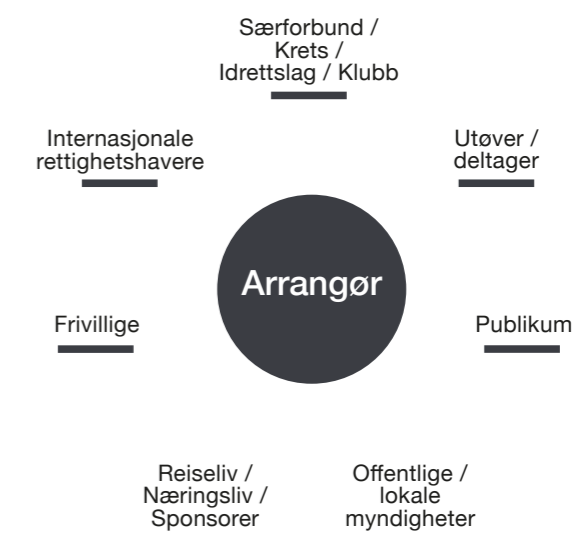 Særforbund /
Krets /
Idrettslag / Klubb
Internasjonale
rettighetshavere
Utøver /
deltager
Arrangør
Frivillige
Publikum
Reiseliv /
Næringsliv /
Sponsorer
Offentlige /
lokale
myndigheter